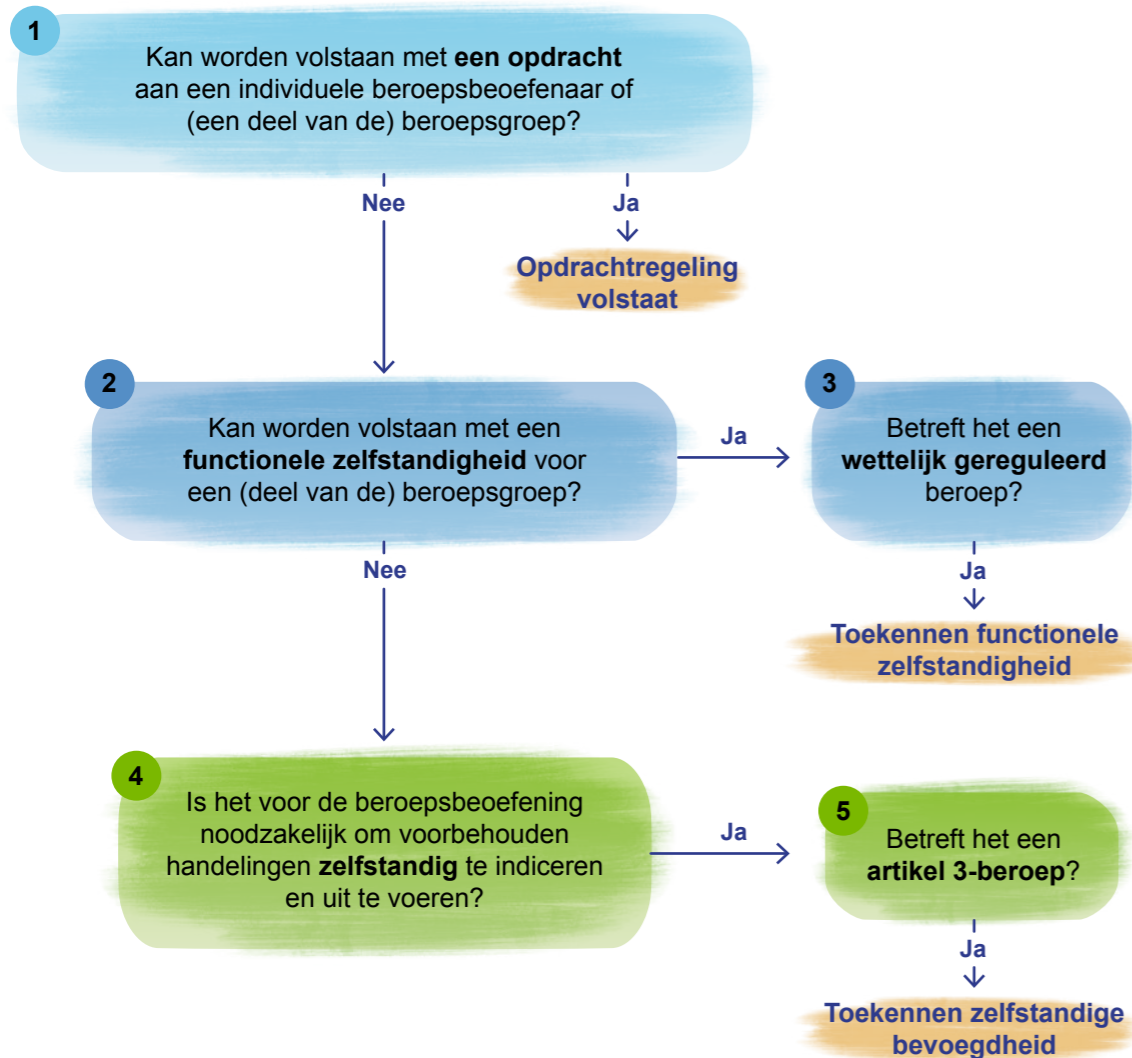 1
Kan worden volstaan met een opdracht
aan een individuele beroepsbeoefenaar of
(een deel van de) beroepsgroep?
Nee
Ja
Opdrachtregeling
volstaat
2
Kan worden volstaan met een
functionele zelfstandigheid voor
een (deel van de) beroepsgroep?
Ja
3
Betreft het een
wettelijk gereguleerd
beroep?
Nee
Ja
Toekennen functionele
zelfstandigheid
4
Is het voor de beroepsbeoefening
noodzakelijk om voorbehouden
handelingen zelfstandig te indiceren
en uit te voeren?
Ja
5
Betreft het een
artikel 3-beroep?
Ja
Toekennen zelfstandige
bevoegdheid